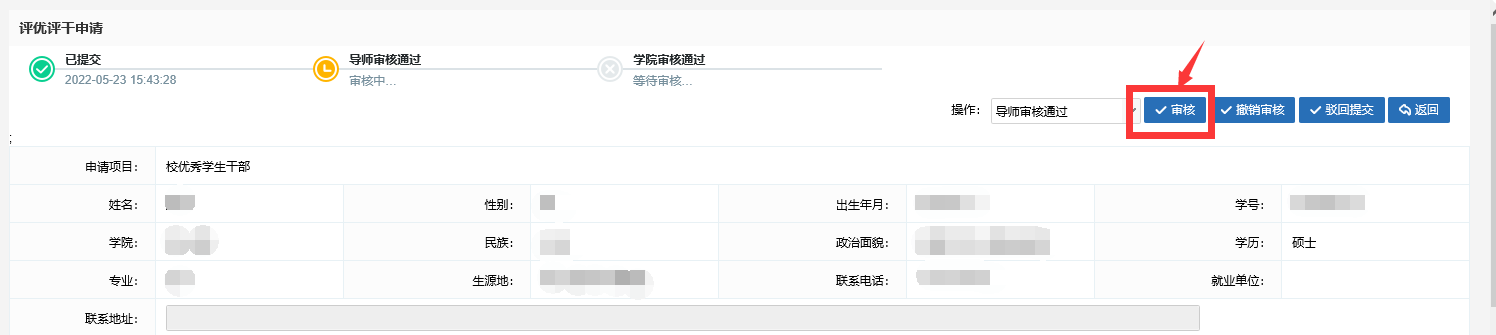 评优评干申请
已提交 导师审核通过 学院审核通过
2022-05-23 15:43:28 审核中... 等待审核...
操作: 导师审核通过 审核 撤销审核 驳回提交 返回
;
申请项目: 校优秀学生干部
姓名: 性别: 出生年月: 学号:
学院: 民族: 政治面貌: 学历: 硕士
专业: 生源地: 联系电话: 就业单位:
联系地址: